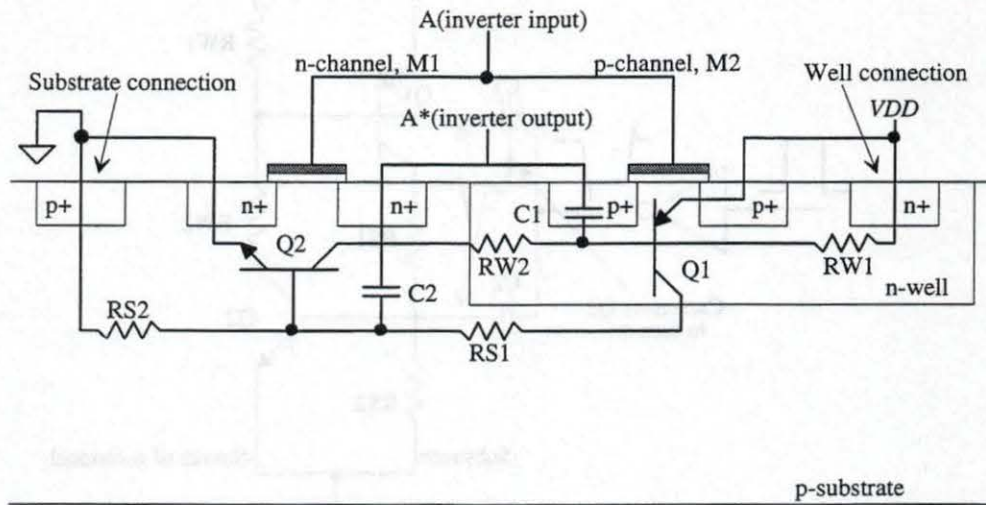 A(inverter input)
n-channel, M1
p-channel, M2
Substrate connection
Well connection
VDD
A*(inverter output)
p+
n+
n+
C1
p+
p+
n+
Q2
RW2
Q1
RW1
n-well
C2
RS2
RS1
p-substrate